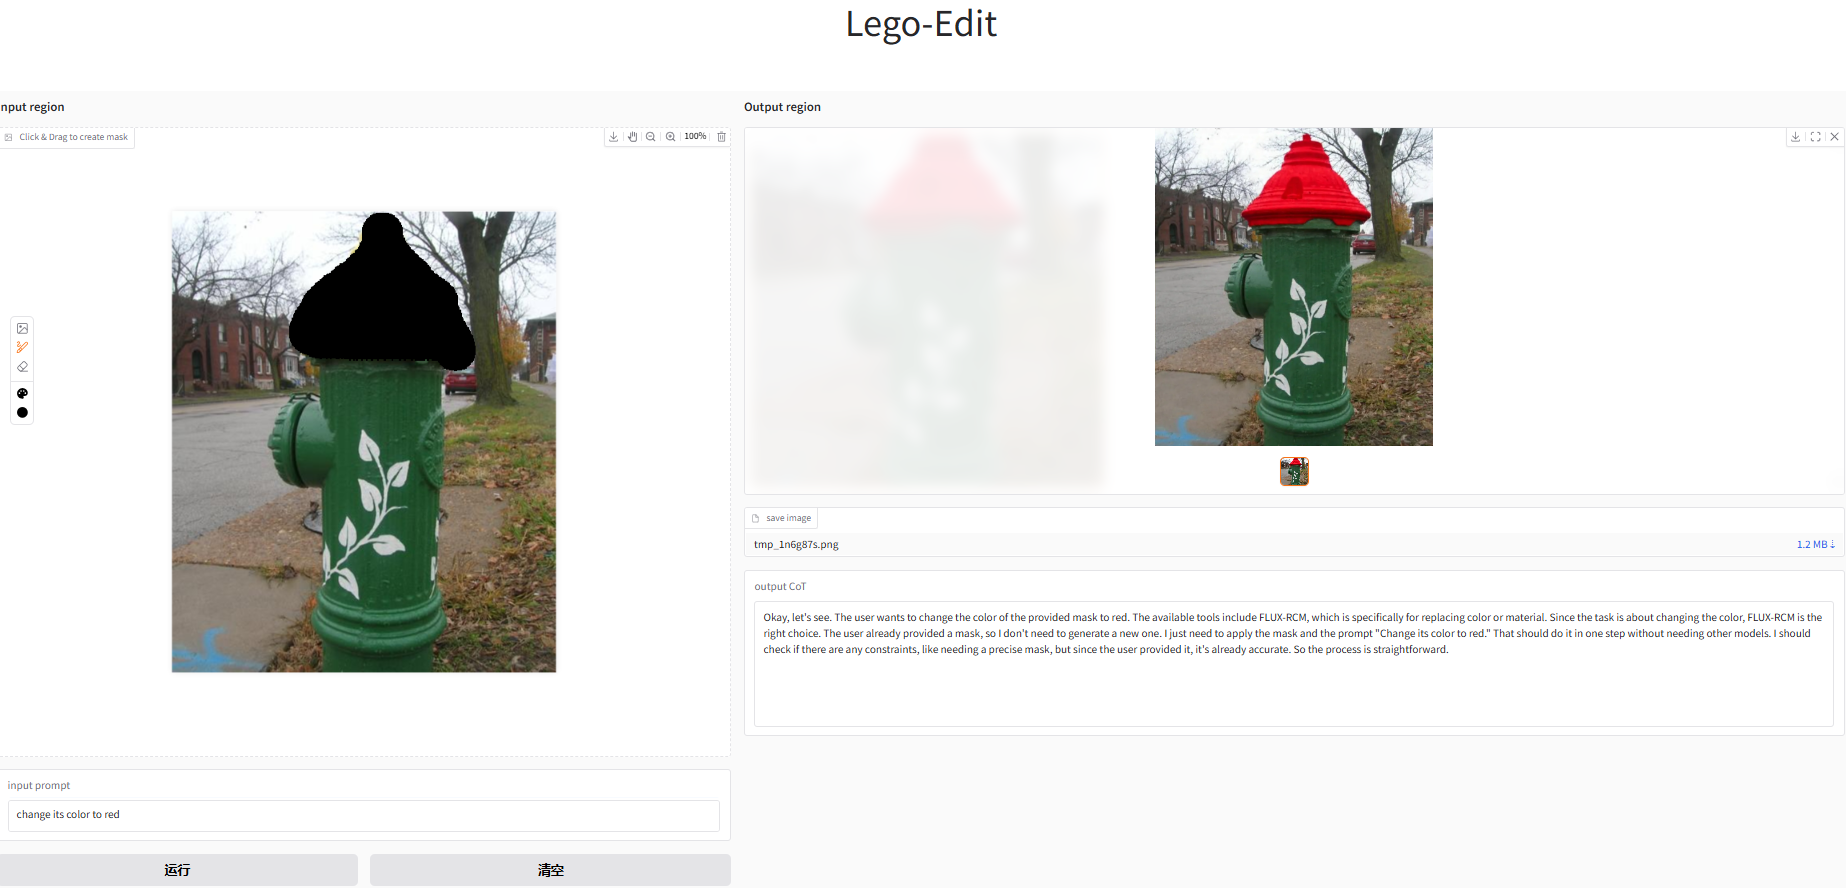 Lego-Edit
nput region
Click & Drag to create mask
100%
input prompt
change its color to red
运行
清空
Output region
save image
tmp_1n6g87s.png
1.2 MB ⇣
output CoT
Okay, let's see. The user wants to change the color of the provided mask to red. The available tools include FLUX-RCM, which is specifically for replacing color or material. Since the task is about changing the color, FLUX-RCM is the
right choice. The user already provided a mask, so I don't need to generate a new one. I just need to apply the mask and the prompt "Change its color to red." That should do it in one step without needing other models. I should
check if there are any constraints, like needing a precise mask, but since the user provided it, it's already accurate. So the process is straightforward.